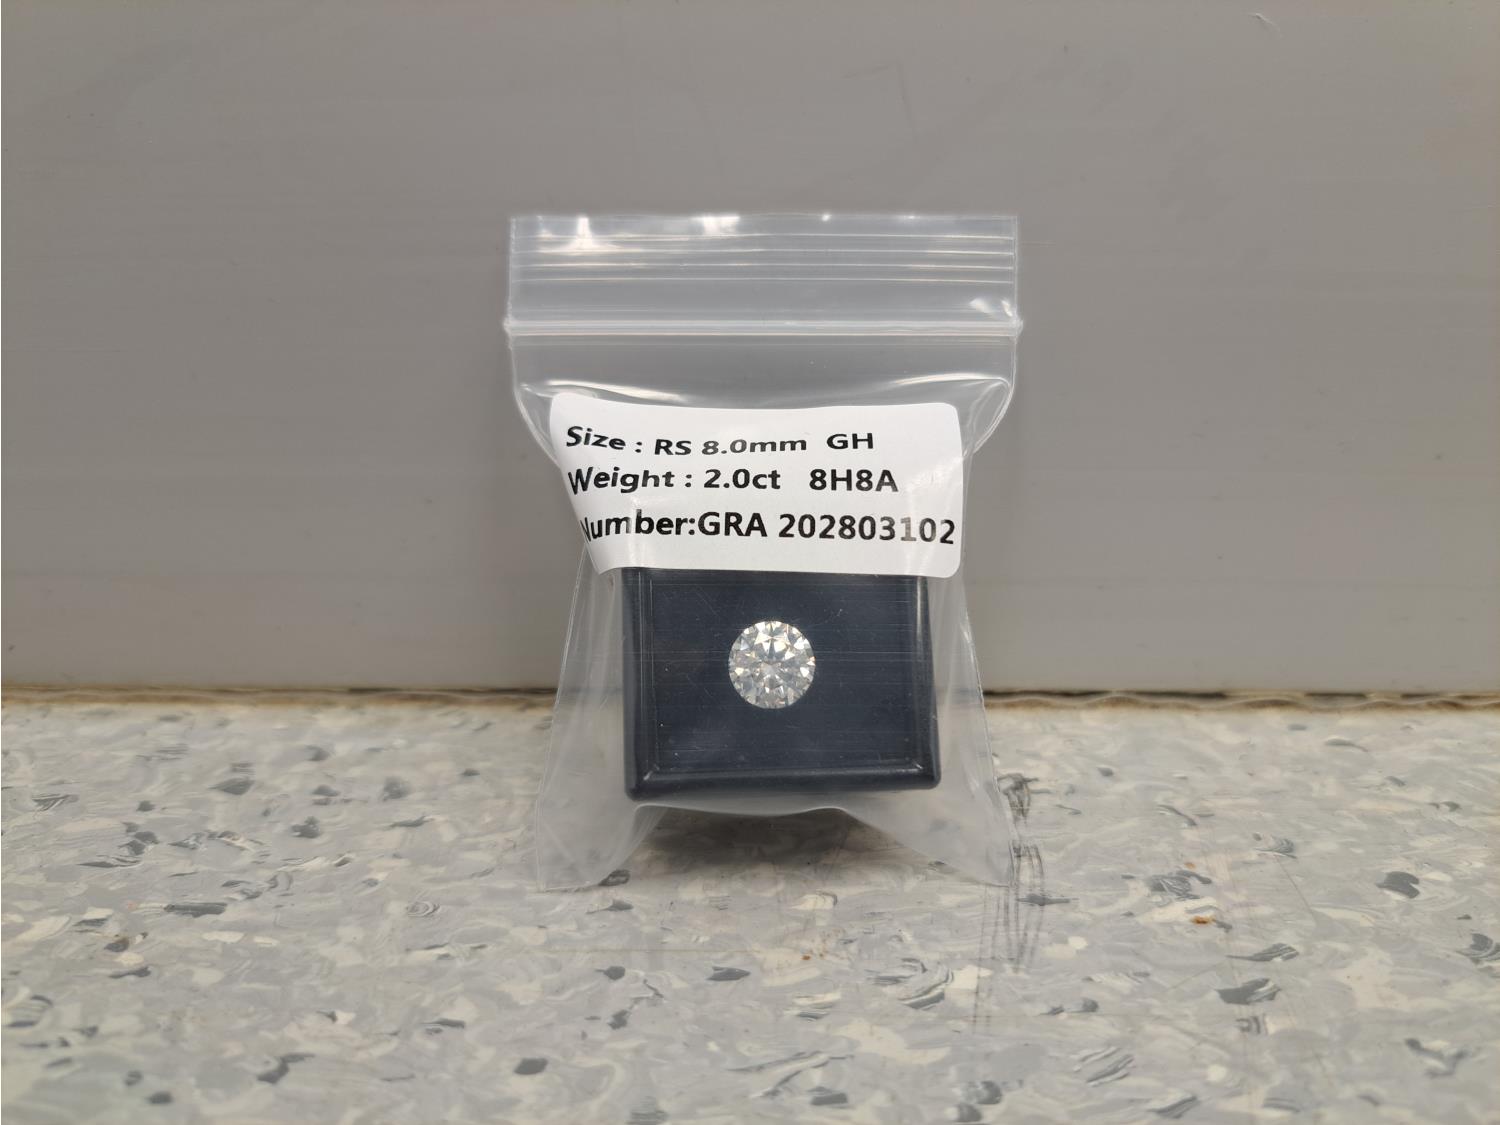 Size : RS 8.0mm GH
Weight : 2.0ct 8H8A
Number:GRA 202803102